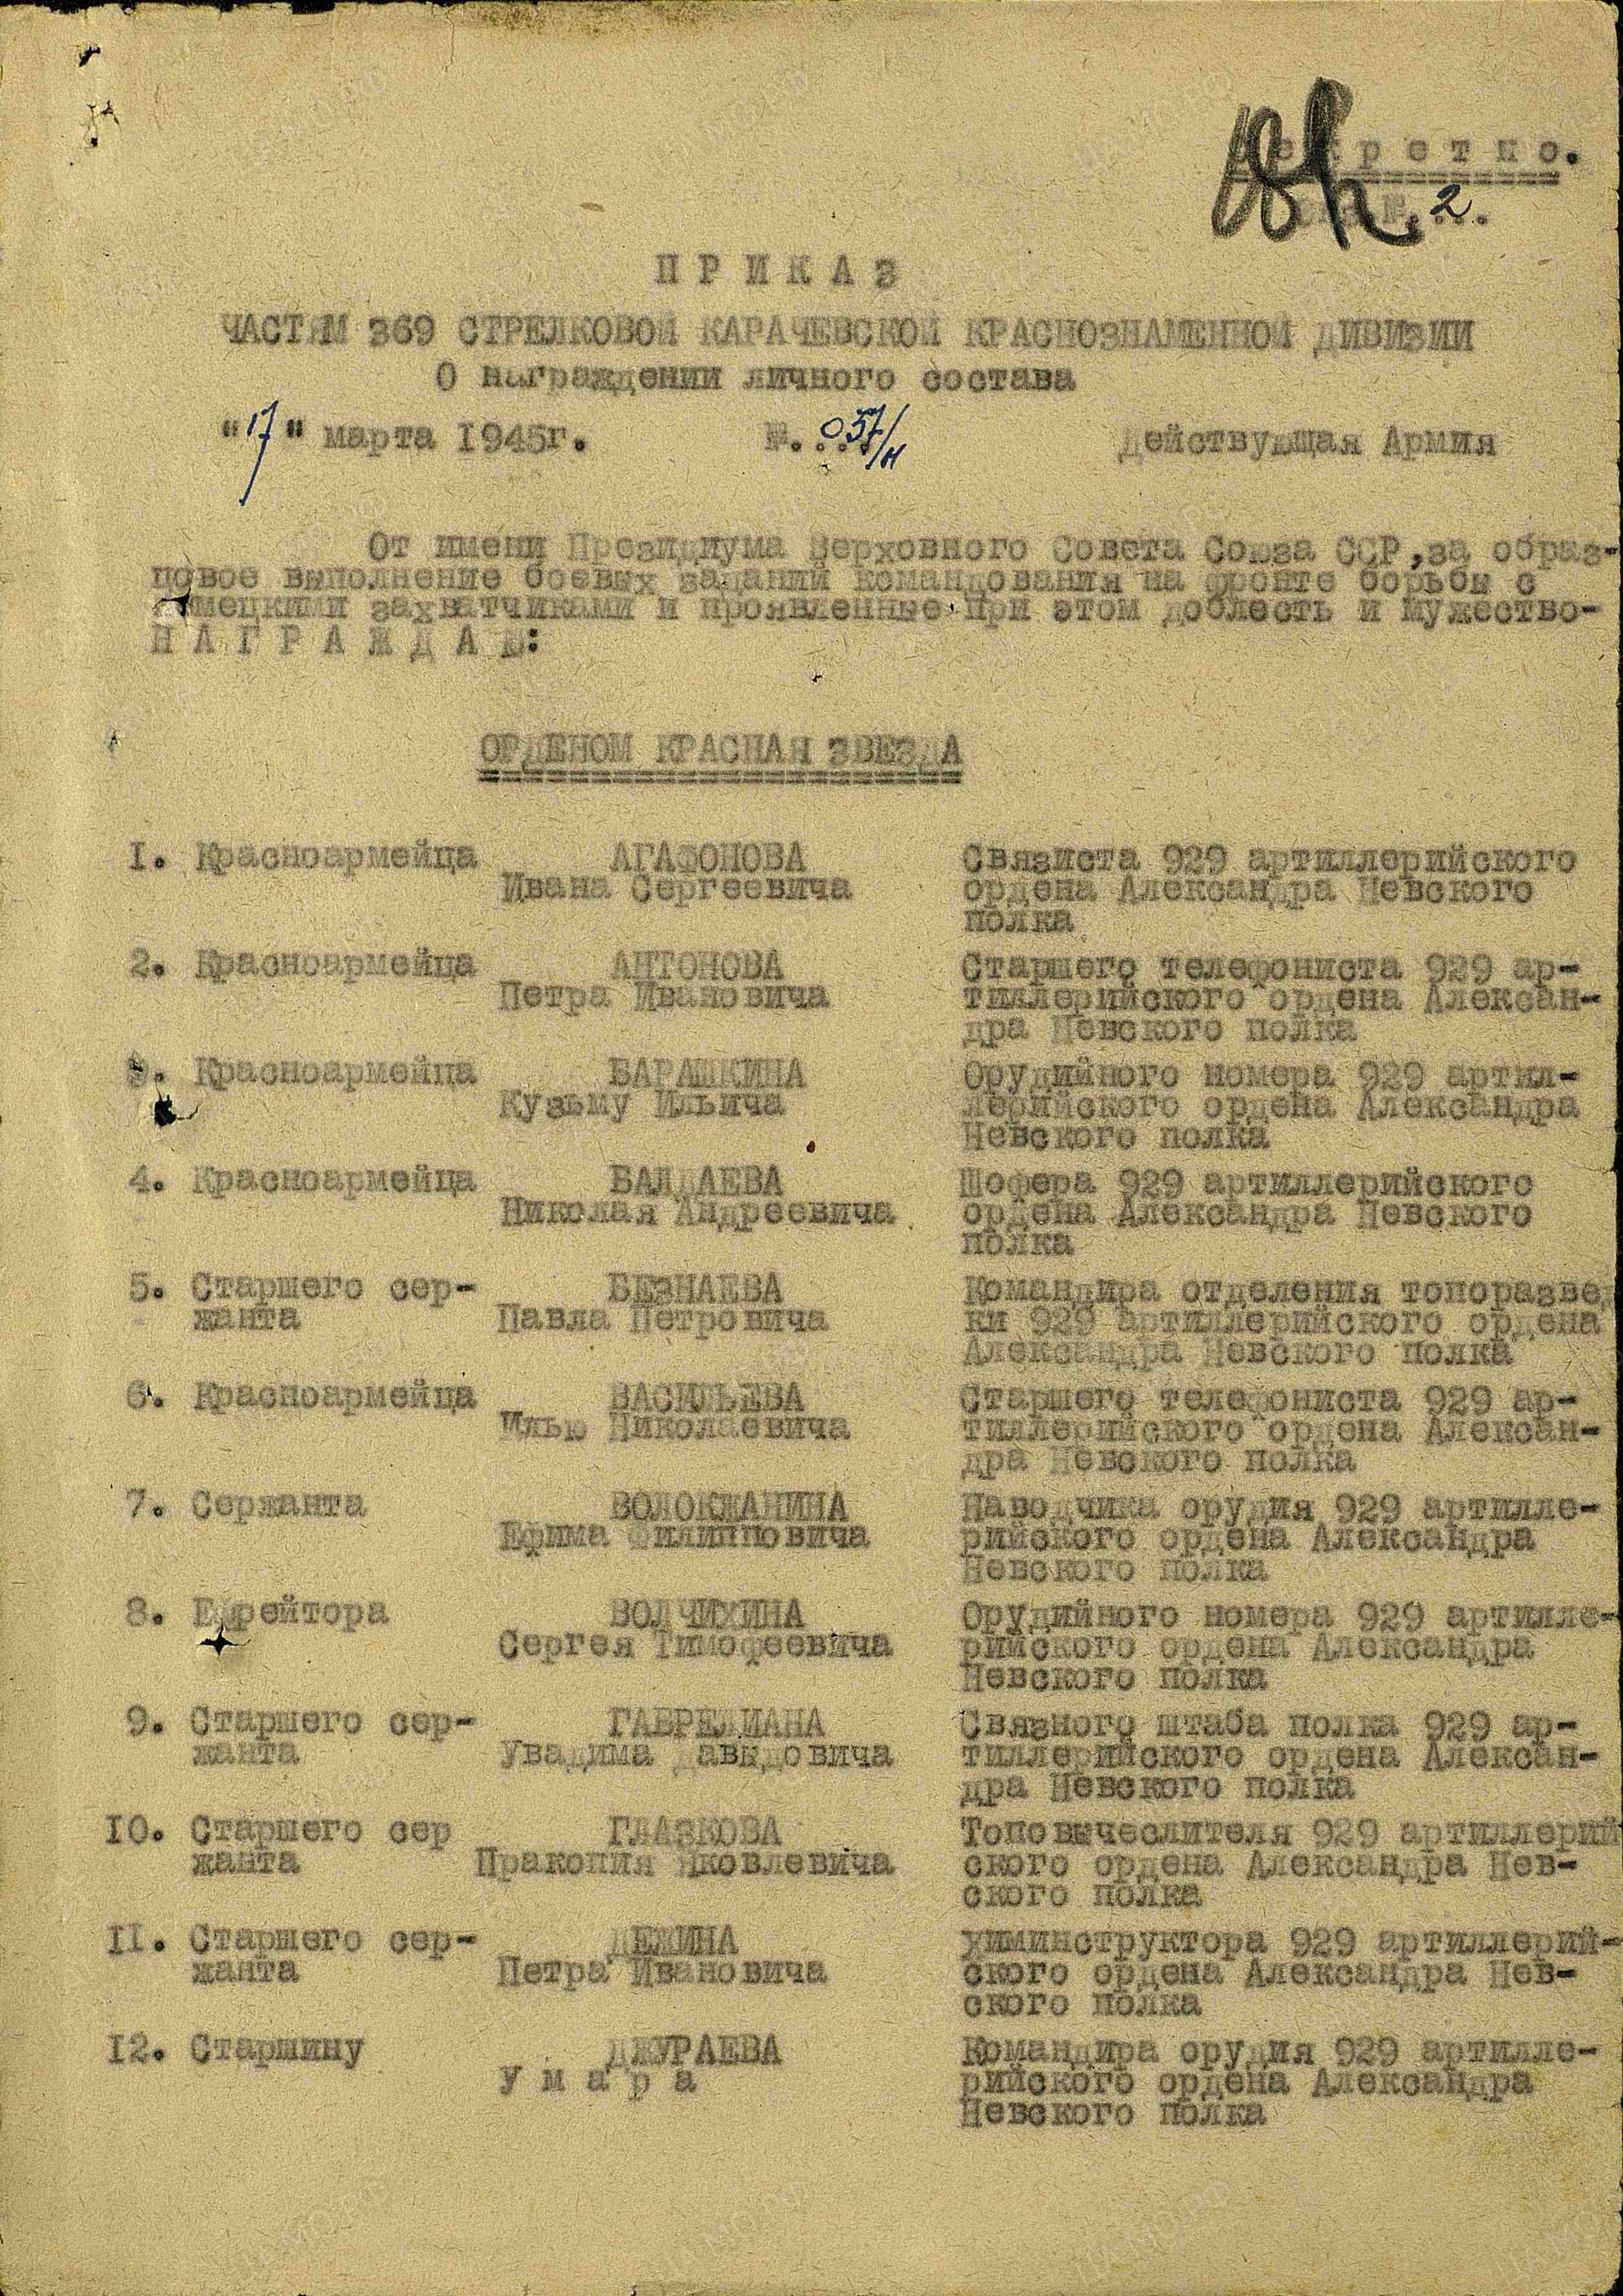 Секретно.
2
ПРИКАЗ
ЧАСТЯМ 369 СТРЕЛКОВОЙ КАРАЧЕВСКОЙ КРАСНОЗНАМЕННОЙ ДИВИЗИИ
О награждении личного состава
"17" марта 1945г. №. 057/н Действующая Армия
От имени Президиума Верховного Совета Союза ССР, за образ-
цовое выполнение боевых заданий командования на фронте борьбы с
немецкими захватчиками и проявленные при этом доблесть и мужество-
НАГРАЖДАЮ:
ОРДЕНОМ КРАСНАЯ ЗВЕЗДА
1. Красноармейца АГАФОНОВА Связиста 929 артиллерийского
Ивана Сергеевича ордена Александра Невского
полка
2. Красноармейца АНТОНОВА Старшего телефониста 929 ар-
Петра Ивановича тиллерийского ордена Алексан-
дра Невского полка
3. Красноармейца БАРАШКИНА Орудийного номера 929 артил-
Кузьму Ильича лерийского ордена Александра
Невского полка
4. Красноармейца БАЛДАЕВА Шофера 929 артиллерийского
Николая Андреевича ордена Александра Невского
полка
5. Старшего сер- БЕЗНАЕВА Командира отделения топоразвед
жанта Павла Петровича ки 929 артиллерийского ордена
Александра Невского полка
6. Красноармейца ВАСИЛЬЕВА Старшего телефониста 929 ар-
Илью Николаевича тиллерийского ордена Алексан-
дра Невского полка
7. Сержанта ВОЛОКЖАНИНА Наводчика орудия 929 артилле-
Ефима Филипповича рийского ордена Александра
Невского полка
8. Ефрейтора ВОЛЧИХИНА Орудийного номера 929 артилле-
Сергея Тимофеевича рийского ордена Александра
Невского полка
9. Старшего сер- ГАВРЕЛИАНА Связного штаба полка 929 ар-
жанта Увадима Давыдовича тиллерийского ордена Алексан-
дра Невского полка
10. Старшего сер ГЛАЗКОВА Топовычеслителя 929 артиллерий
жанта Пракопия Яковлевича ского ордена Александра Нев-
ского полка
11. Старшего сер- ДЕМИНА Химинструктора 929 артиллерий-
жанта Петра Ивановича ского ордена Александра Нев-
ского полка
12. Старшину ДЖУРАЕВА Командира орудия 929 артилле-
Умара рийского ордена Александра
Невского полка